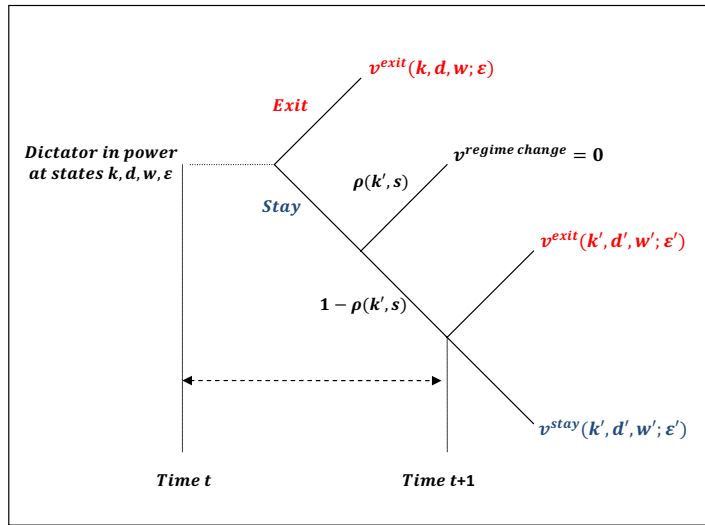 v^{exit}(k, d, w; ε)
Exit
Dictator in power
at states k, d, w, ε
v^{regime change} = 0
ρ(k′, s)
Stay
v^{exit}(k′, d′, w′; ε′)
1 − ρ(k′, s)
v^{stay}(k′, d′, w′; ε′)
Time t
Time t+1